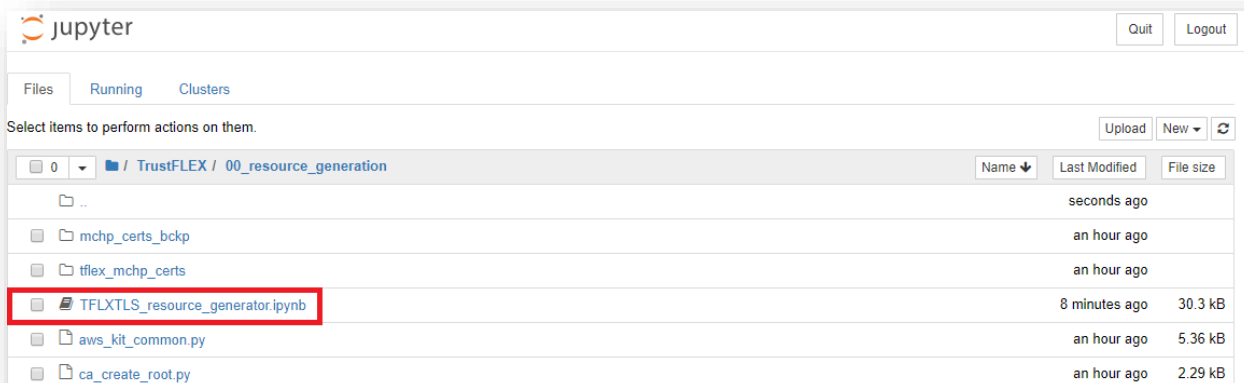 jupyter Quit Logout
Files Running Clusters
Select items to perform actions on them. Upload New
0 / TrustFLEX / 00_resource_generation Name Last Modified File size
.. seconds ago
mchp_certs_bckp an hour ago
tflex_mchp_certs an hour ago
TFLXTLS_resource_generator.ipynb 8 minutes ago 30.3 kB
aws_kit_common.py an hour ago 5.36 kB
ca_create_root.py an hour ago 2.29 kB